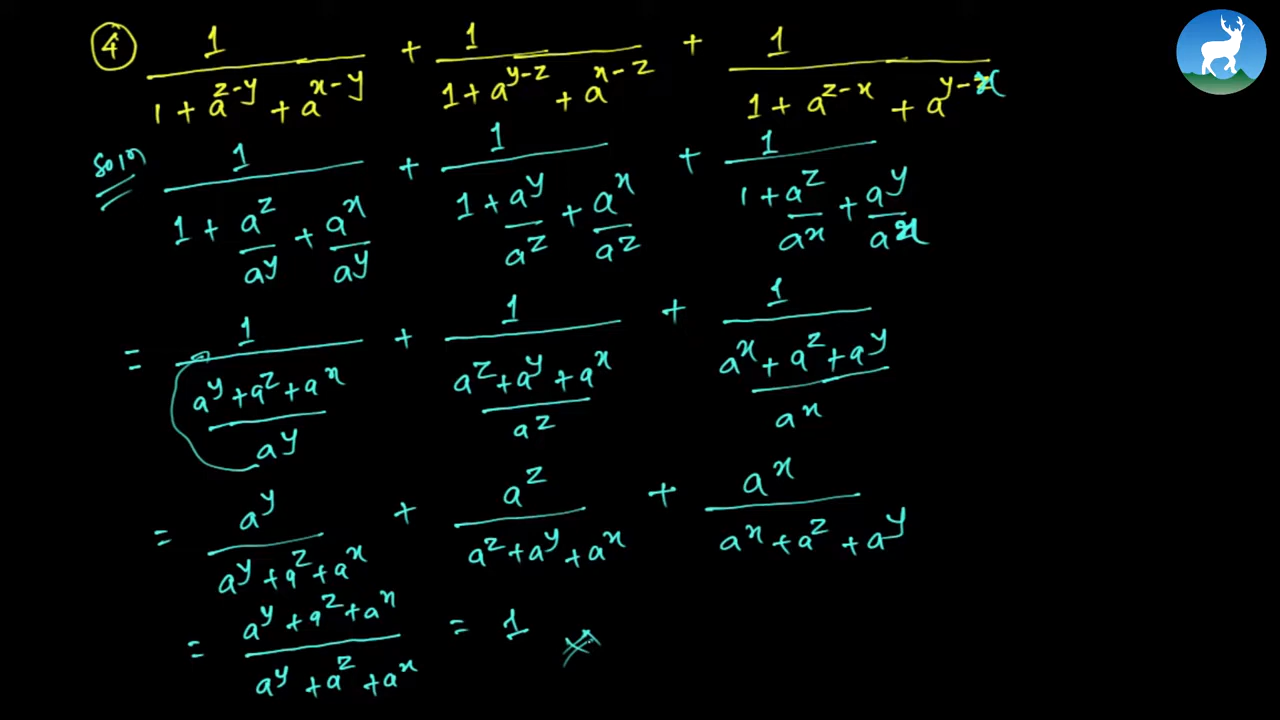 ④ 1/(1 + a^(z-y) + a^(x-y)) + 1/(1 + a^(y-z) + a^(x-z)) + 1/(1 + a^(z-x) + a^(y-x))
Soln 1/(1 + a^z/a^y + a^x/a^y) + 1/(1 + a^y/a^z + a^x/a^z) + 1/(1 + a^z/a^x + a^y/a^x)
= 1/((a^y + a^z + a^x)/a^y) + 1/((a^z + a^y + a^x)/a^z) + 1/((a^x + a^z + a^y)/a^x)
= a^y/(a^y + a^z + a^x) + a^z/(a^z + a^y + a^x) + a^x/(a^x + a^z + a^y)
= (a^y + a^z + a^x)/(a^y + a^z + a^x) = 1